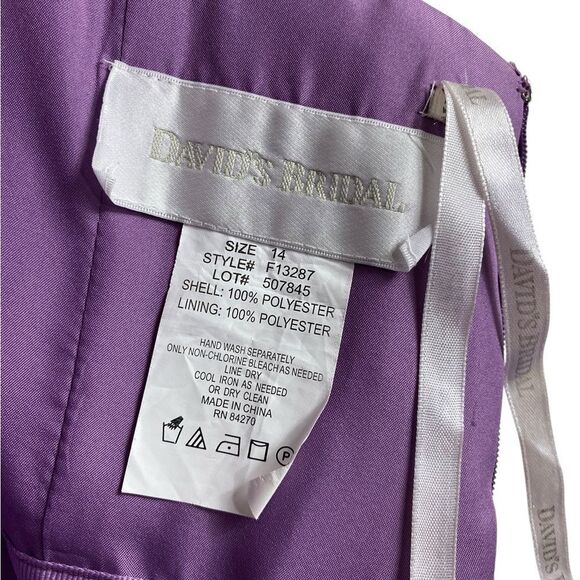 DAVID'S BRIDAL
SIZE 14
STYLE# F13287
LOT# 507845
SHELL: 100% POLYESTER
LINING: 100% POLYESTER
HAND WASH SEPARATELY
ONLY NON-CHLORINE BLEACH AS NEEDED
LINE DRY
COOL IRON AS NEEDED
OR DRY CLEAN
MADE IN CHINA
RN 84270
P
DAVID'S BRIDAL
DAVID'S